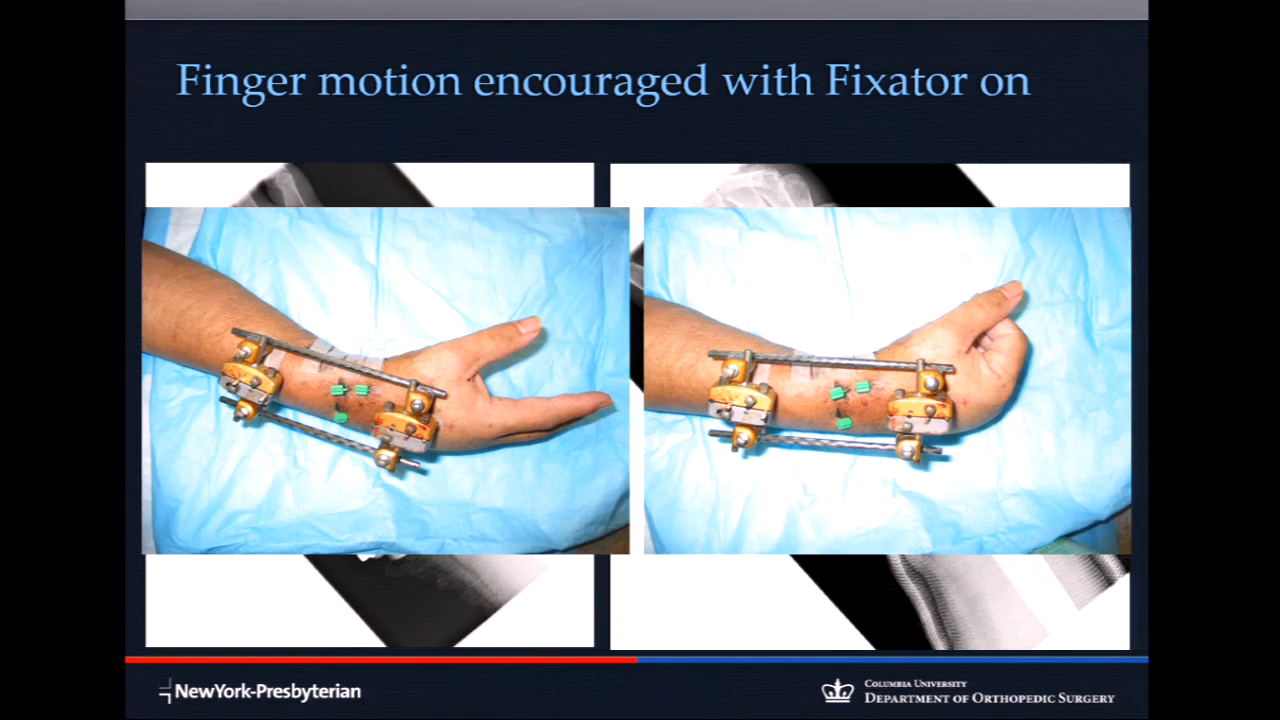 Finger motion encouraged with Fixator on
NewYork-Presbyterian
Columbia University
Department of Orthopedic Surgery